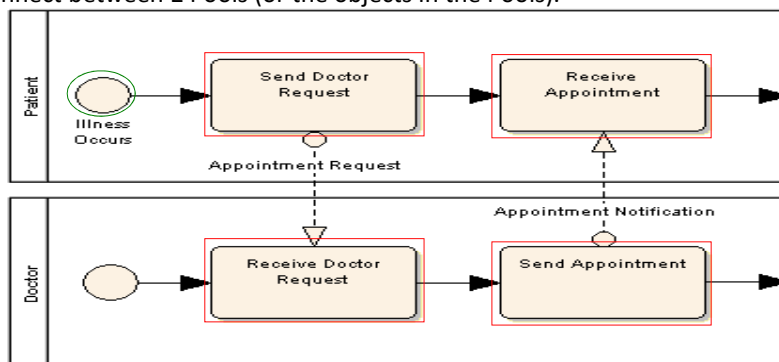 between 2 Pools (or the objects in the Pools).
Patient
Illness
Occurs
Send Doctor
Request
Receive
Appointment
Appointment Request
Appointment Notification
Doctor
Receive Doctor
Request
Send Appointment